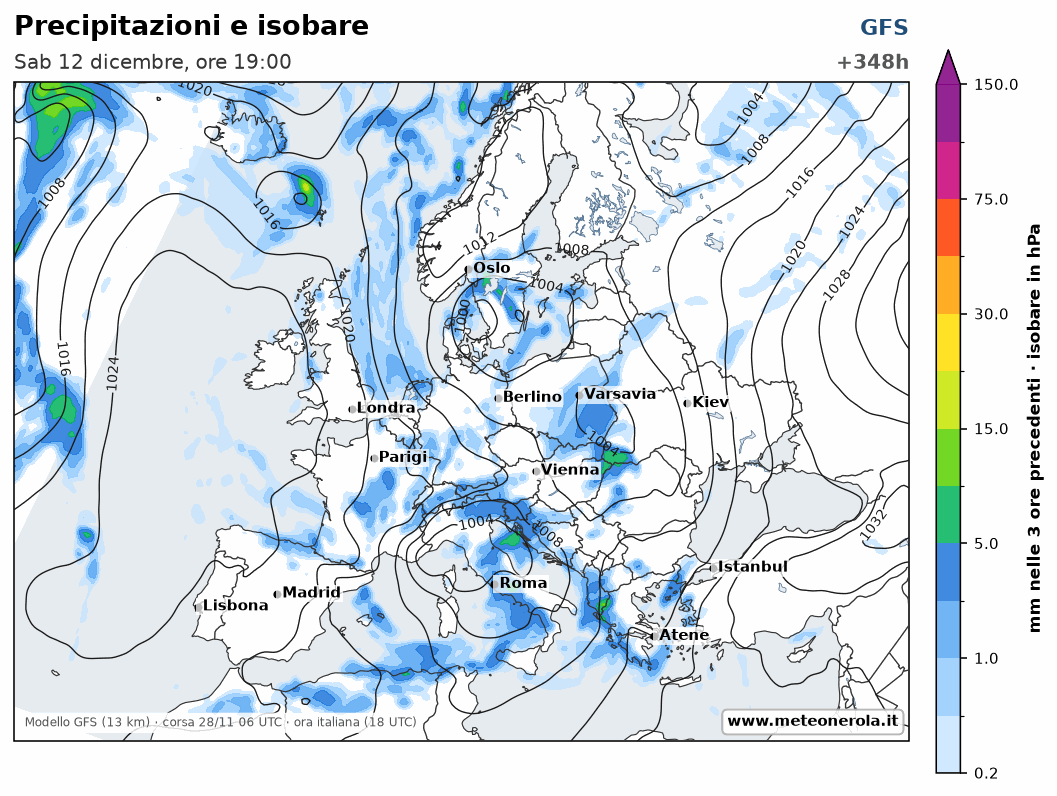 Precipitazioni e isobare
GFS
Sab 12 dicembre, ore 19:00
+348h
1020
1008
1016
1012
1008
1004
1000
1004
1008
1016
1024
1020
1028
1020
1016
1024
1004
1004
1008
1032
Oslo
Berlino
Varsavia
Kiev
Londra
Parigi
Vienna
Roma
Madrid
Lisbona
Istanbul
Atene
Modello GFS (13 km) · corsa 28/11 06 UTC · ora italiana (18 UTC)
www.meteonerola.it
150.0
75.0
30.0
15.0
5.0
1.0
0.2
mm nelle 3 ore precedenti · isobare in hPa